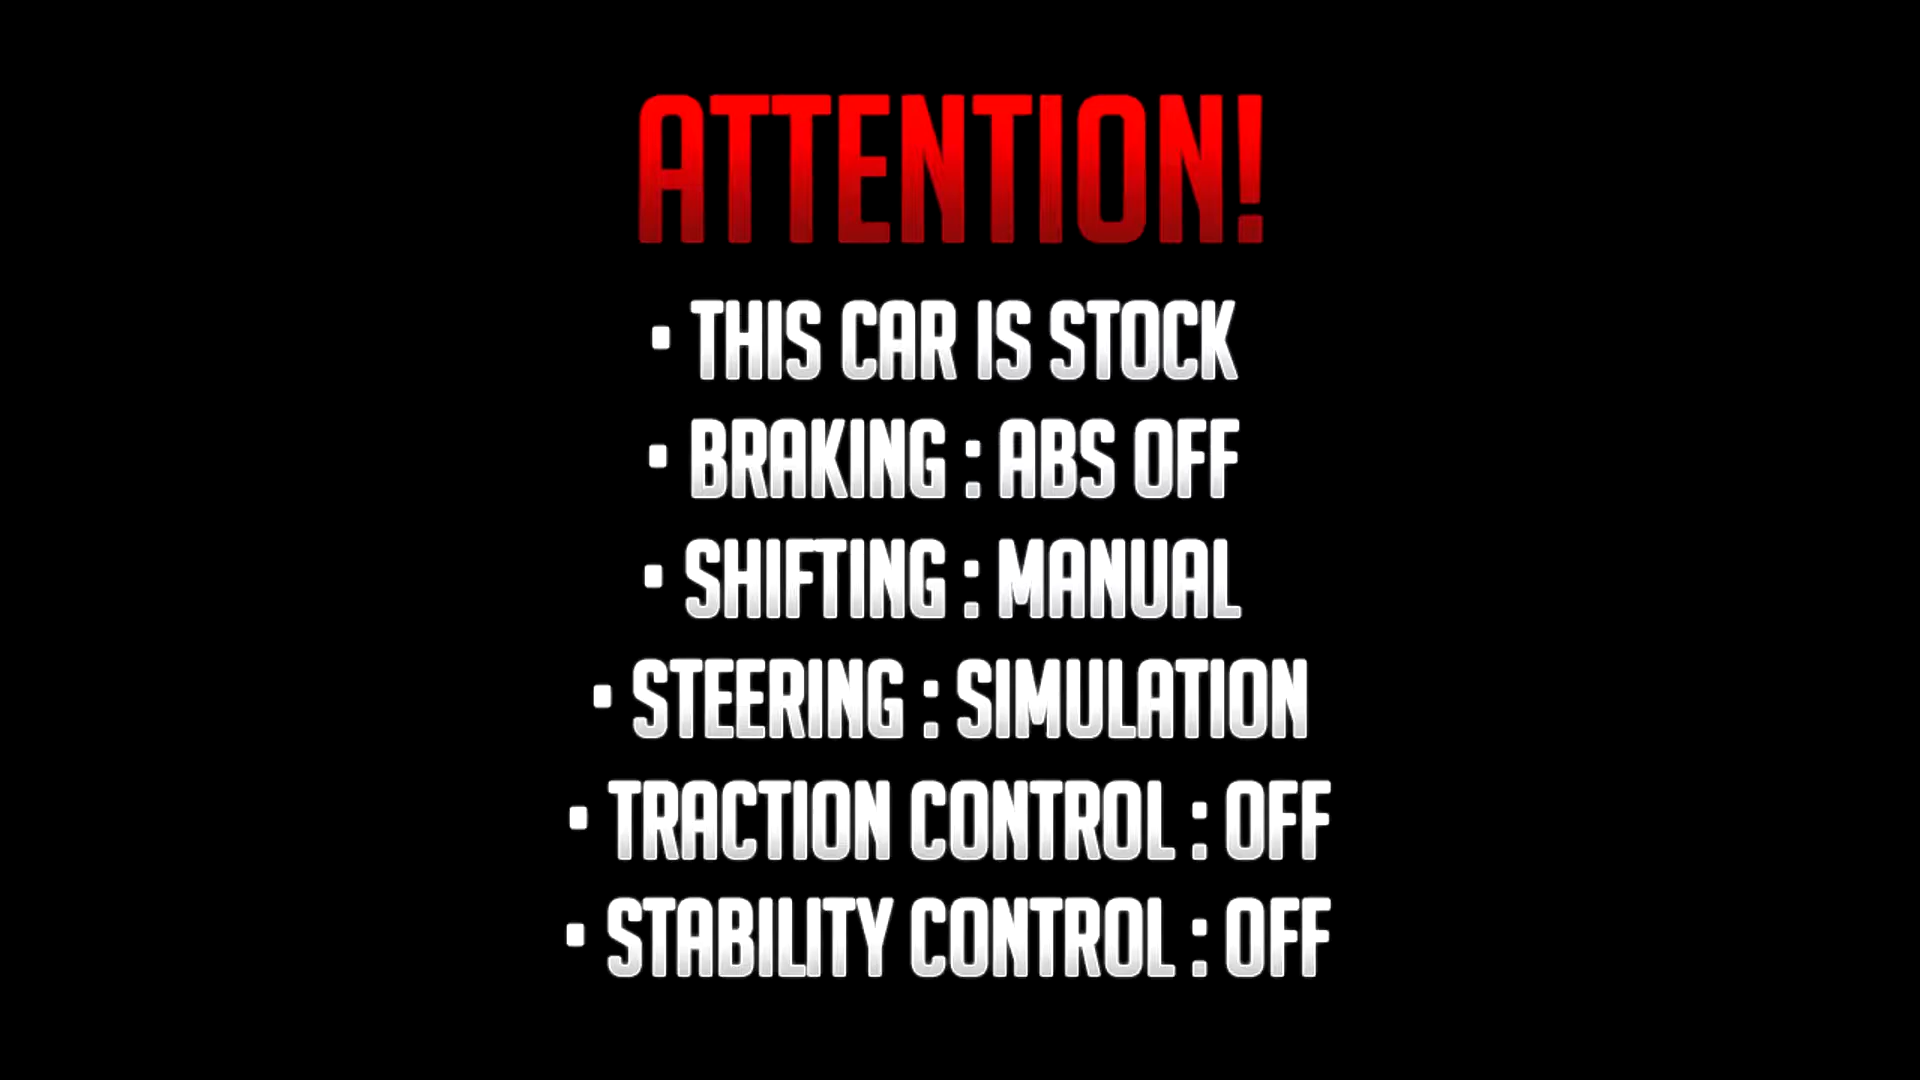 ATTENTION!
▪ THIS CAR IS STOCK
▪ BRAKING : ABS OFF
▪ SHIFTING : MANUAL
▪ STEERING : SIMULATION
▪ TRACTION CONTROL : OFF
▪ STABILITY CONTROL : OFF